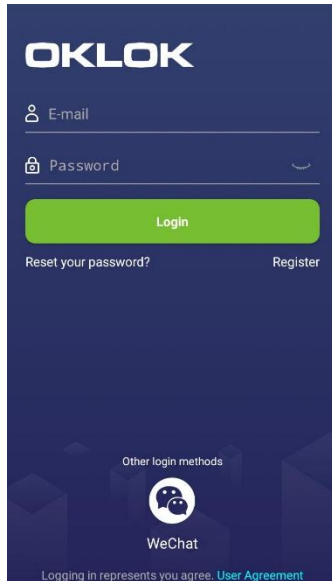 OKLOK
E-mail
Password
Login
Reset your password? Register
Other login methods
WeChat
Logging in represents you agree. User Agreement